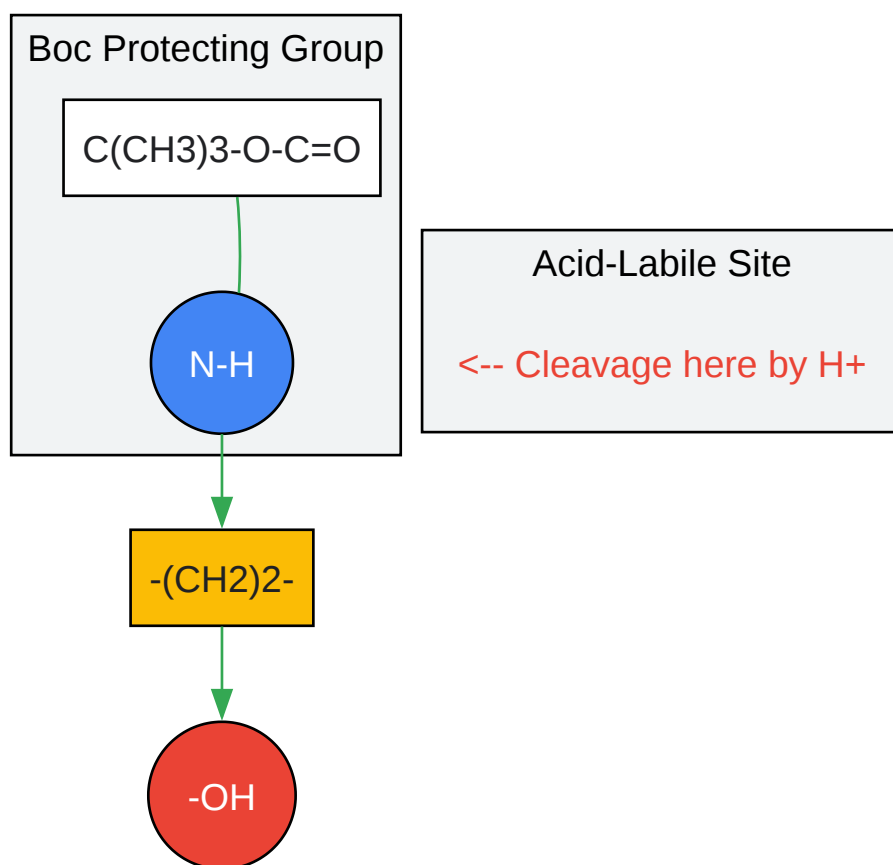 Boc Protecting Group
C(CH3)3-O-C=O
Acid-Labile Site
N-H
<-- Cleavage here by H+
-(CH2)2-
-OH